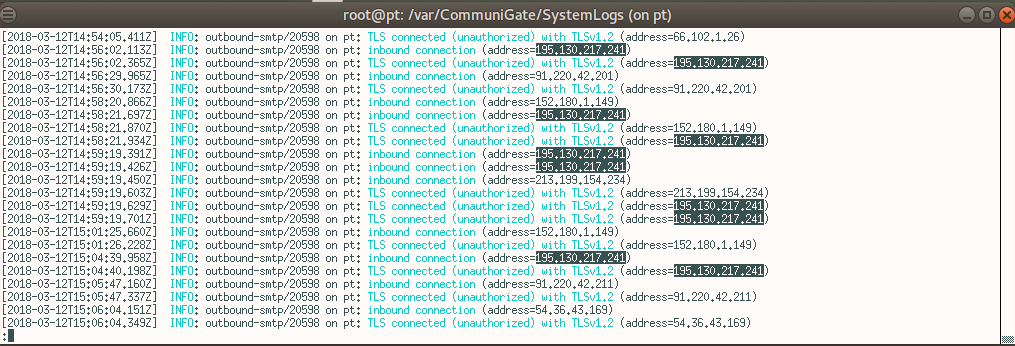 root@pt: /var/CommuniGate/SystemLogs (on pt)
[2018-03-12T14:54:05.411Z]  INFO: outbound-smtp/20598 on pt: TLS connected (unauthorized) with TLSv1.2 (address=66.102.1.26)
[2018-03-12T14:56:02.113Z]  INFO: outbound-smtp/20598 on pt: inbound connection (address=195.130.217.241)
[2018-03-12T14:56:02.365Z]  INFO: outbound-smtp/20598 on pt: TLS connected (unauthorized) with TLSv1.2 (address=195.130.217.241)
[2018-03-12T14:56:29.965Z]  INFO: outbound-smtp/20598 on pt: inbound connection (address=91.220.42.201)
[2018-03-12T14:56:30.173Z]  INFO: outbound-smtp/20598 on pt: TLS connected (unauthorized) with TLSv1.2 (address=91.220.42.201)
[2018-03-12T14:58:20.866Z]  INFO: outbound-smtp/20598 on pt: inbound connection (address=152.180.1.149)
[2018-03-12T14:58:21.697Z]  INFO: outbound-smtp/20598 on pt: inbound connection (address=195.130.217.241)
[2018-03-12T14:58:21.870Z]  INFO: outbound-smtp/20598 on pt: TLS connected (unauthorized) with TLSv1.2 (address=152.180.1.149)
[2018-03-12T14:58:21.934Z]  INFO: outbound-smtp/20598 on pt: TLS connected (unauthorized) with TLSv1.2 (address=195.130.217.241)
[2018-03-12T14:59:19.391Z]  INFO: outbound-smtp/20598 on pt: inbound connection (address=195.130.217.241)
[2018-03-12T14:59:19.426Z]  INFO: outbound-smtp/20598 on pt: inbound connection (address=195.130.217.241)
[2018-03-12T14:59:19.450Z]  INFO: outbound-smtp/20598 on pt: inbound connection (address=213.199.154.234)
[2018-03-12T14:59:19.603Z]  INFO: outbound-smtp/20598 on pt: TLS connected (unauthorized) with TLSv1.2 (address=213.199.154.234)
[2018-03-12T14:59:19.629Z]  INFO: outbound-smtp/20598 on pt: TLS connected (unauthorized) with TLSv1.2 (address=195.130.217.241)
[2018-03-12T14:59:19.701Z]  INFO: outbound-smtp/20598 on pt: TLS connected (unauthorized) with TLSv1.2 (address=195.130.217.241)
[2018-03-12T15:01:25.660Z]  INFO: outbound-smtp/20598 on pt: inbound connection (address=152.180.1.149)
[2018-03-12T15:01:26.228Z]  INFO: outbound-smtp/20598 on pt: TLS connected (unauthorized) with TLSv1.2 (address=152.180.1.149)
[2018-03-12T15:04:39.958Z]  INFO: outbound-smtp/20598 on pt: inbound connection (address=195.130.217.241)
[2018-03-12T15:04:40.198Z]  INFO: outbound-smtp/20598 on pt: TLS connected (unauthorized) with TLSv1.2 (address=195.130.217.241)
[2018-03-12T15:05:47.160Z]  INFO: outbound-smtp/20598 on pt: inbound connection (address=91.220.42.211)
[2018-03-12T15:05:47.337Z]  INFO: outbound-smtp/20598 on pt: TLS connected (unauthorized) with TLSv1.2 (address=91.220.42.211)
[2018-03-12T15:06:04.151Z]  INFO: outbound-smtp/20598 on pt: inbound connection (address=54.36.43.169)
[2018-03-12T15:06:04.349Z]  INFO: outbound-smtp/20598 on pt: TLS connected (unauthorized) with TLSv1.2 (address=54.36.43.169)
: